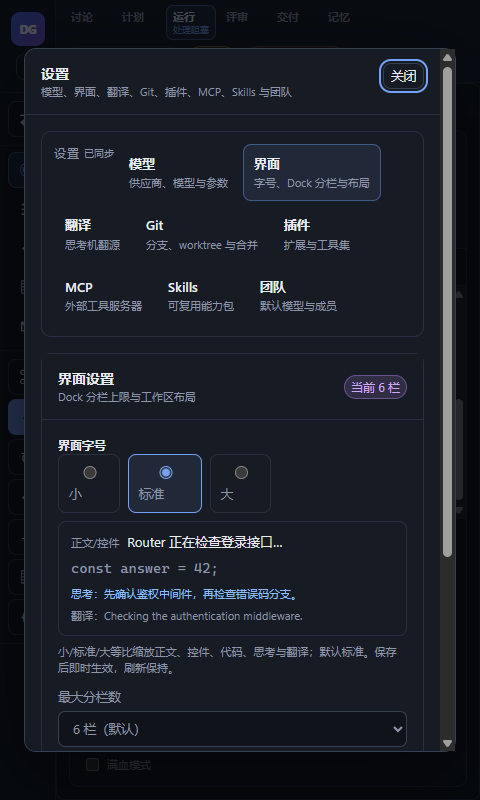 DG
讨论 计划 运行 评审 交付 记忆
处理阻塞
设置
模型、界面、翻译、Git、插件、MCP、Skills 与团队
关闭
设置 已同步
模型
供应商、模型与参数
界面
字号、Dock 分栏与布局
翻译
思考机翻源
Git
分支、worktree 与合并
插件
扩展与工具集
MCP
外部工具服务器
Skills
可复用能力包
团队
默认模型与成员
界面设置
Dock 分栏上限与工作区布局
当前 6 栏
界面字号
小
标准
大
正文/控件 Router 正在检查登录接口...
const answer = 42;
思考：先确认鉴权中间件，再检查错误码分支。
翻译：Checking the authentication middleware.
小/标准/大等比缩放正文、控件、代码、思考与翻译；默认标准。保存
后即时生效，刷新保持。
最大分栏数
6 栏（默认）
满血模式